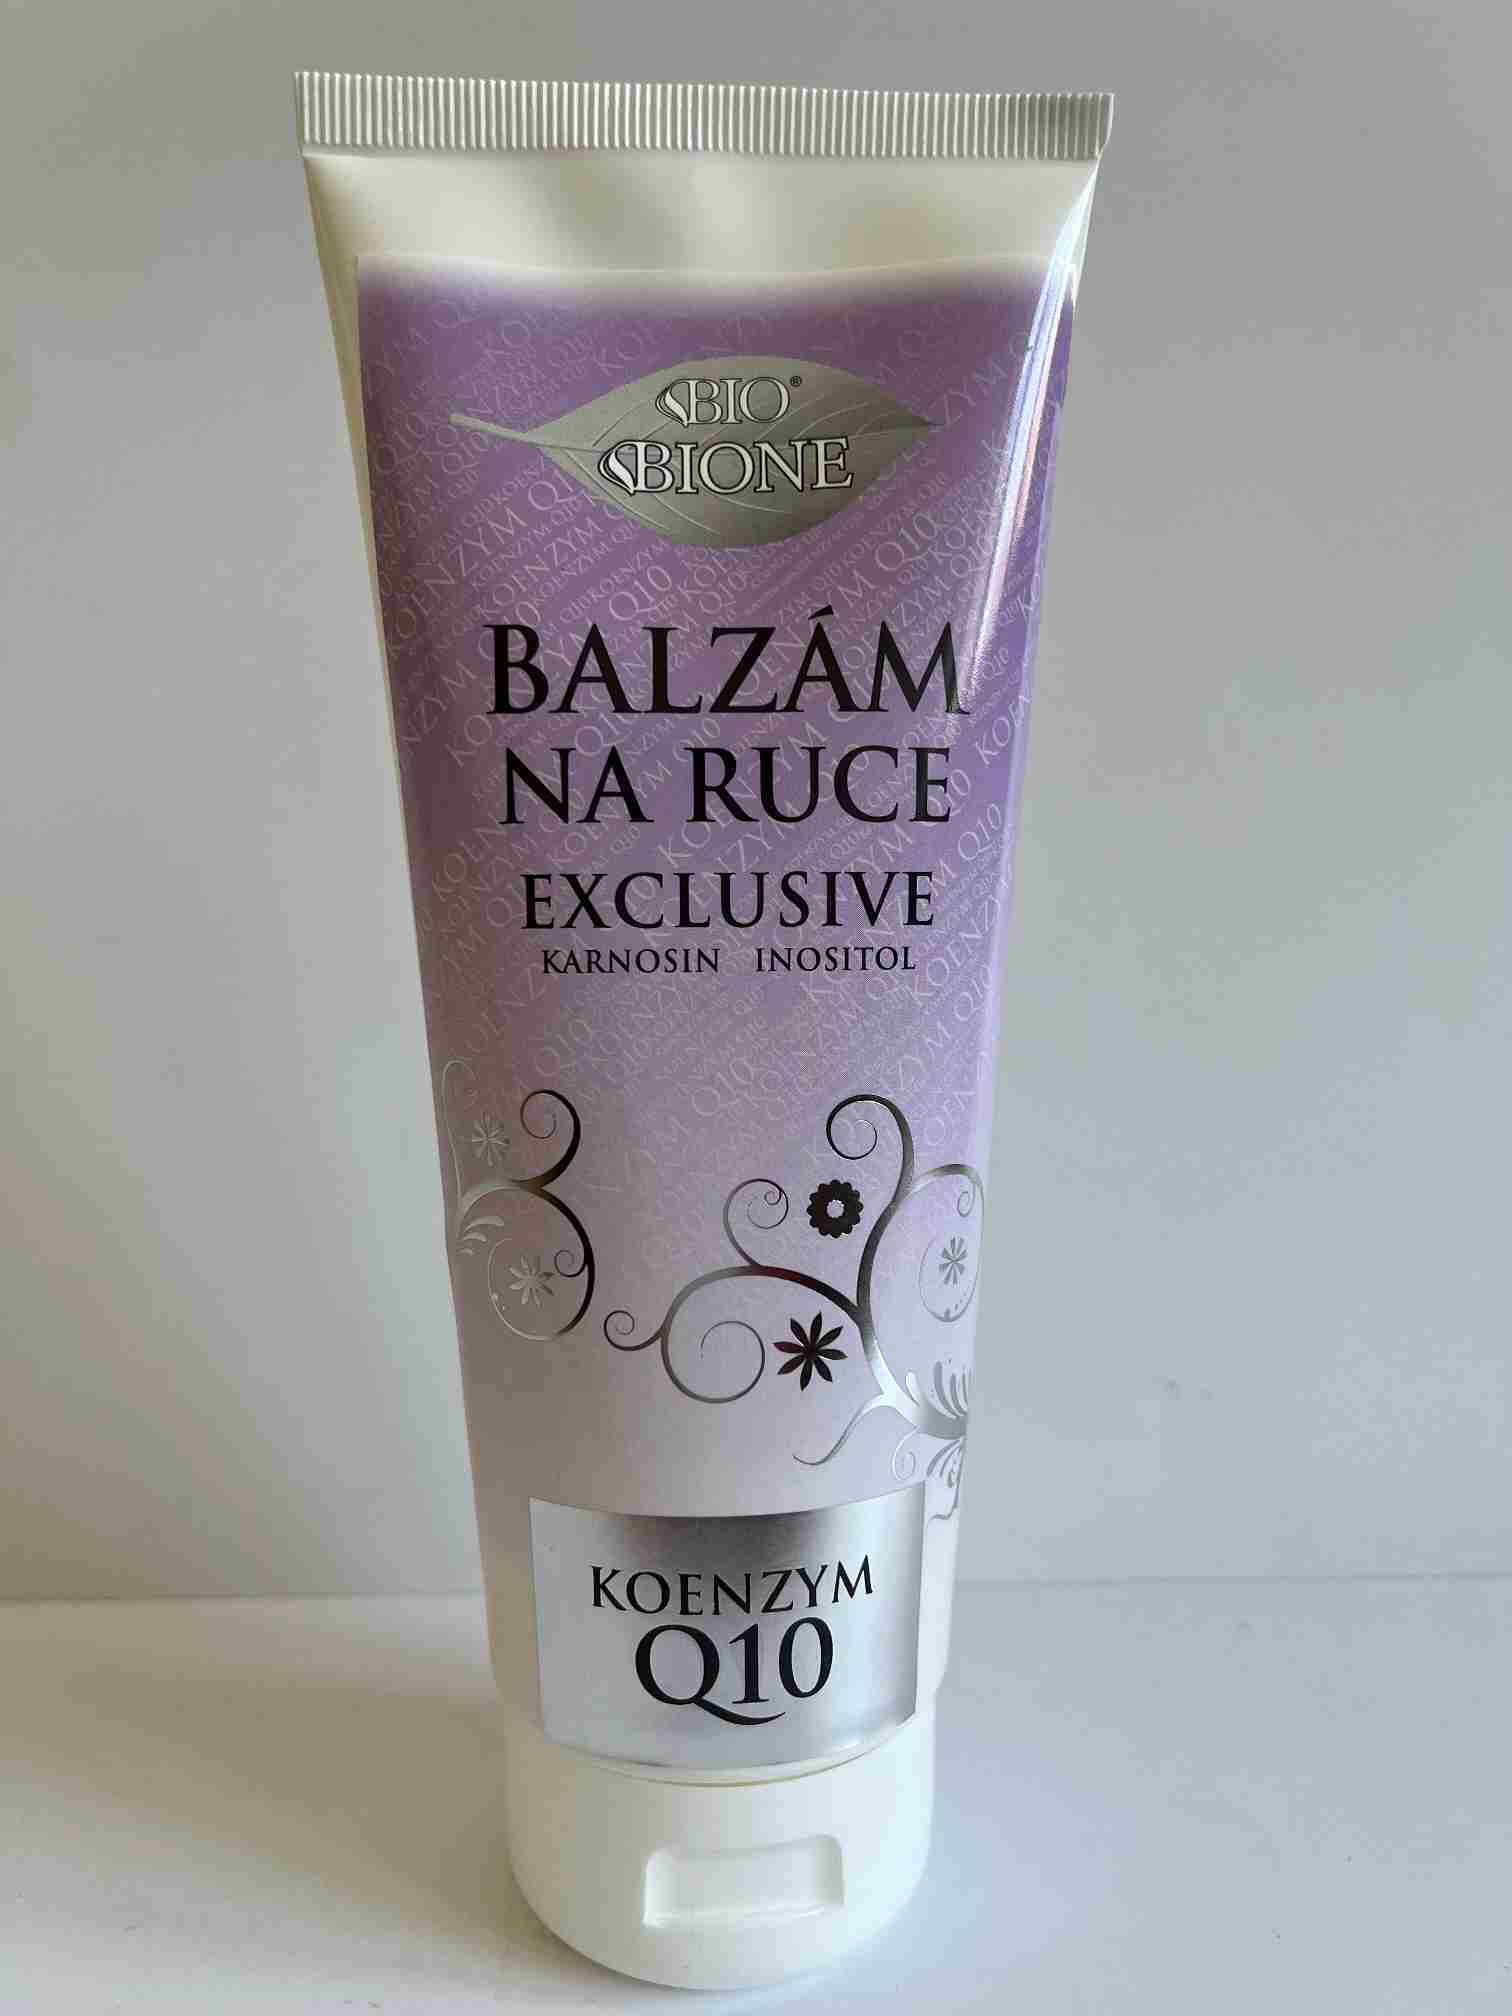 BIO®
BIONE
BALZÁM
NA RUCE
EXCLUSIVE
KARNOSIN INOSITOL
KOENZYM
Q10